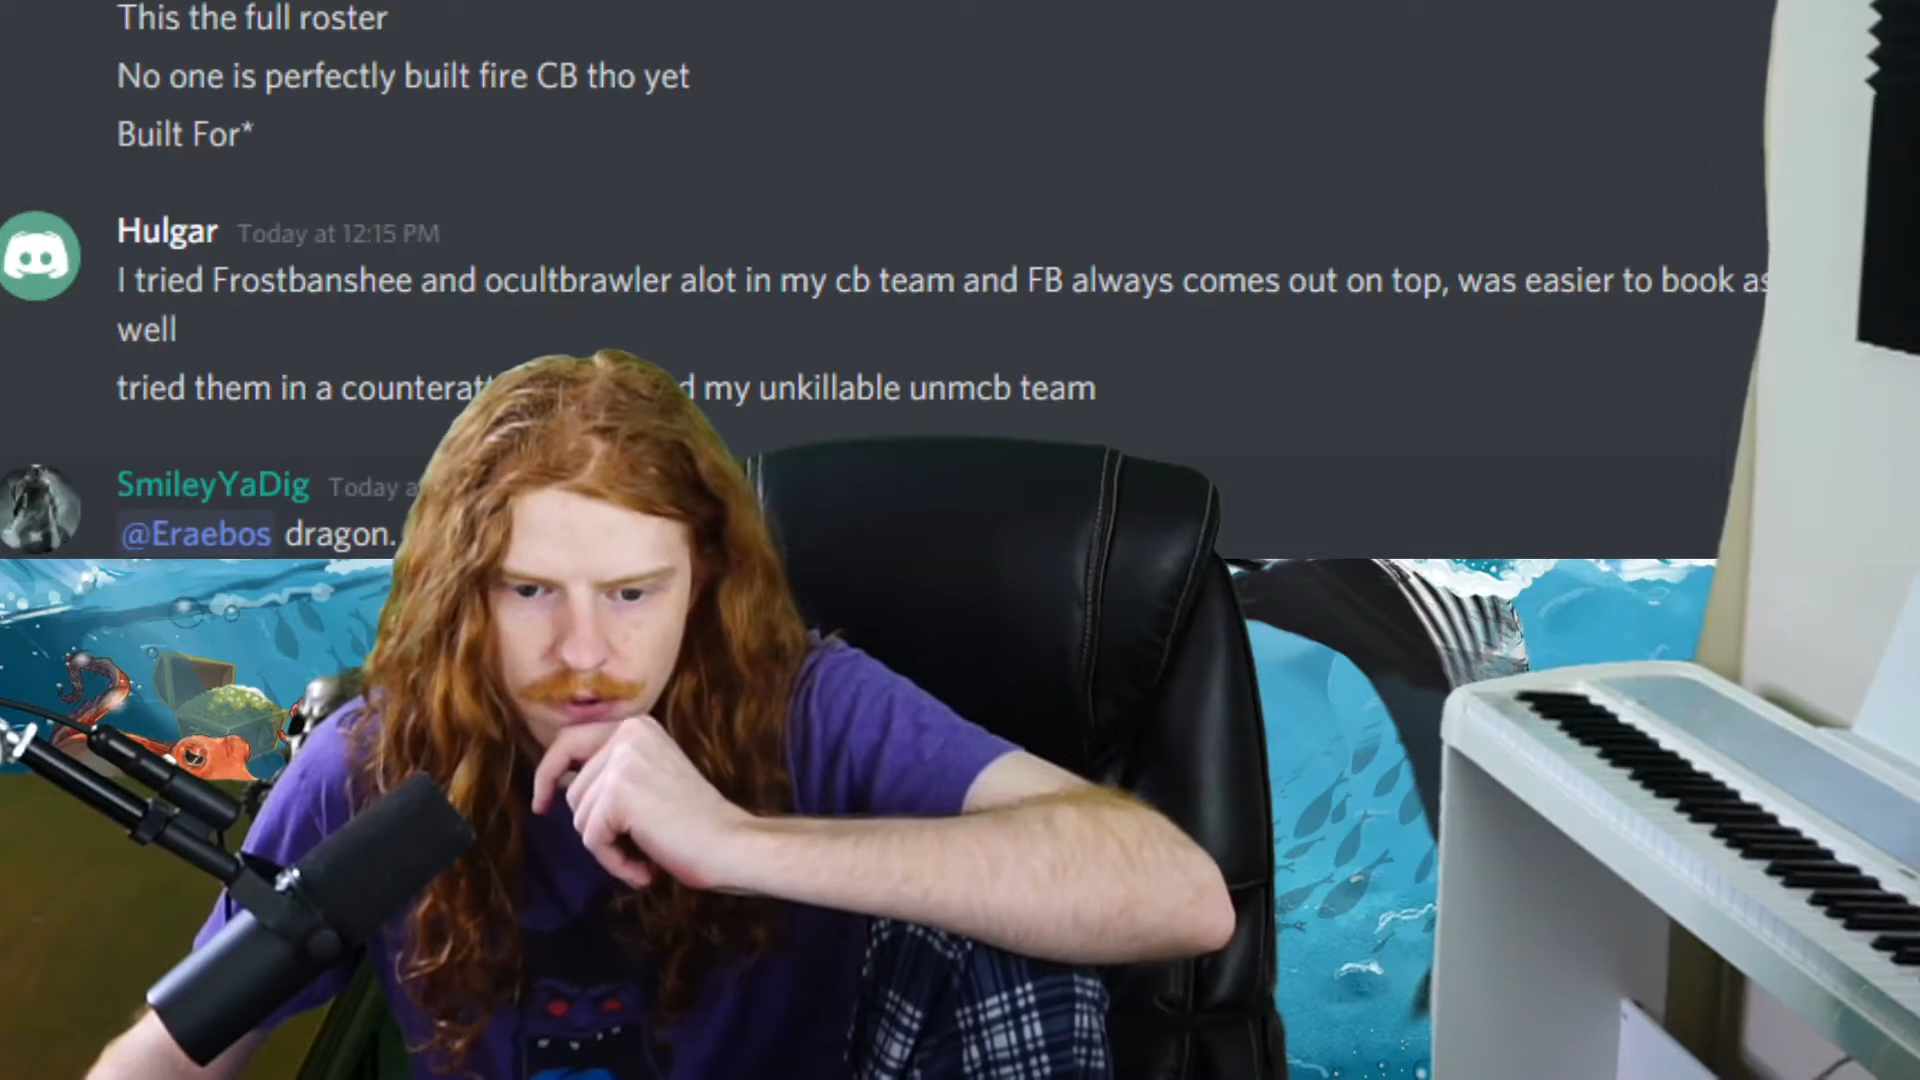 This the full roster
No one is perfectly built fire CB tho yet
Built For*
Hulgar Today at 12:15 PM
I tried Frostbanshee and ocultbrawler alot in my cb team and FB always comes out on top, was easier to book as
well
tried them in a my unkillable unmcb team
SmileyYaDig Today
@Eraebos dragon.